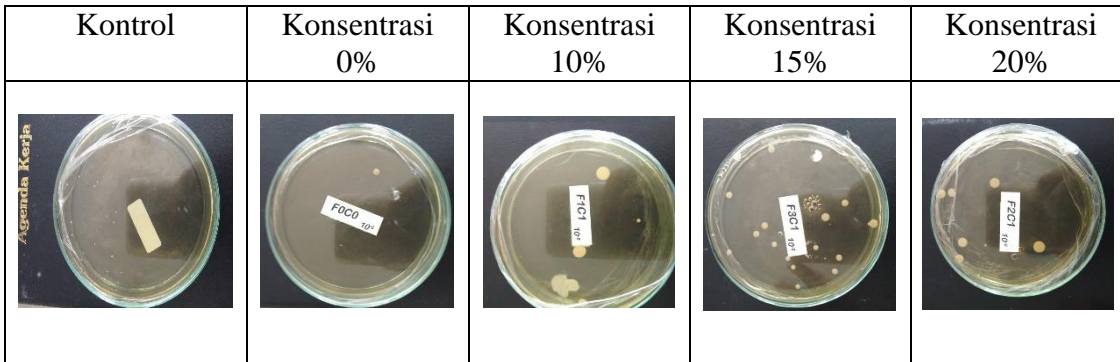 Kontrol
Konsentrasi
0%
Konsentrasi
10%
Konsentrasi
15%
Konsentrasi
20%
Agenda Kerja
F0C0
F1C1
F3C1
F2C1